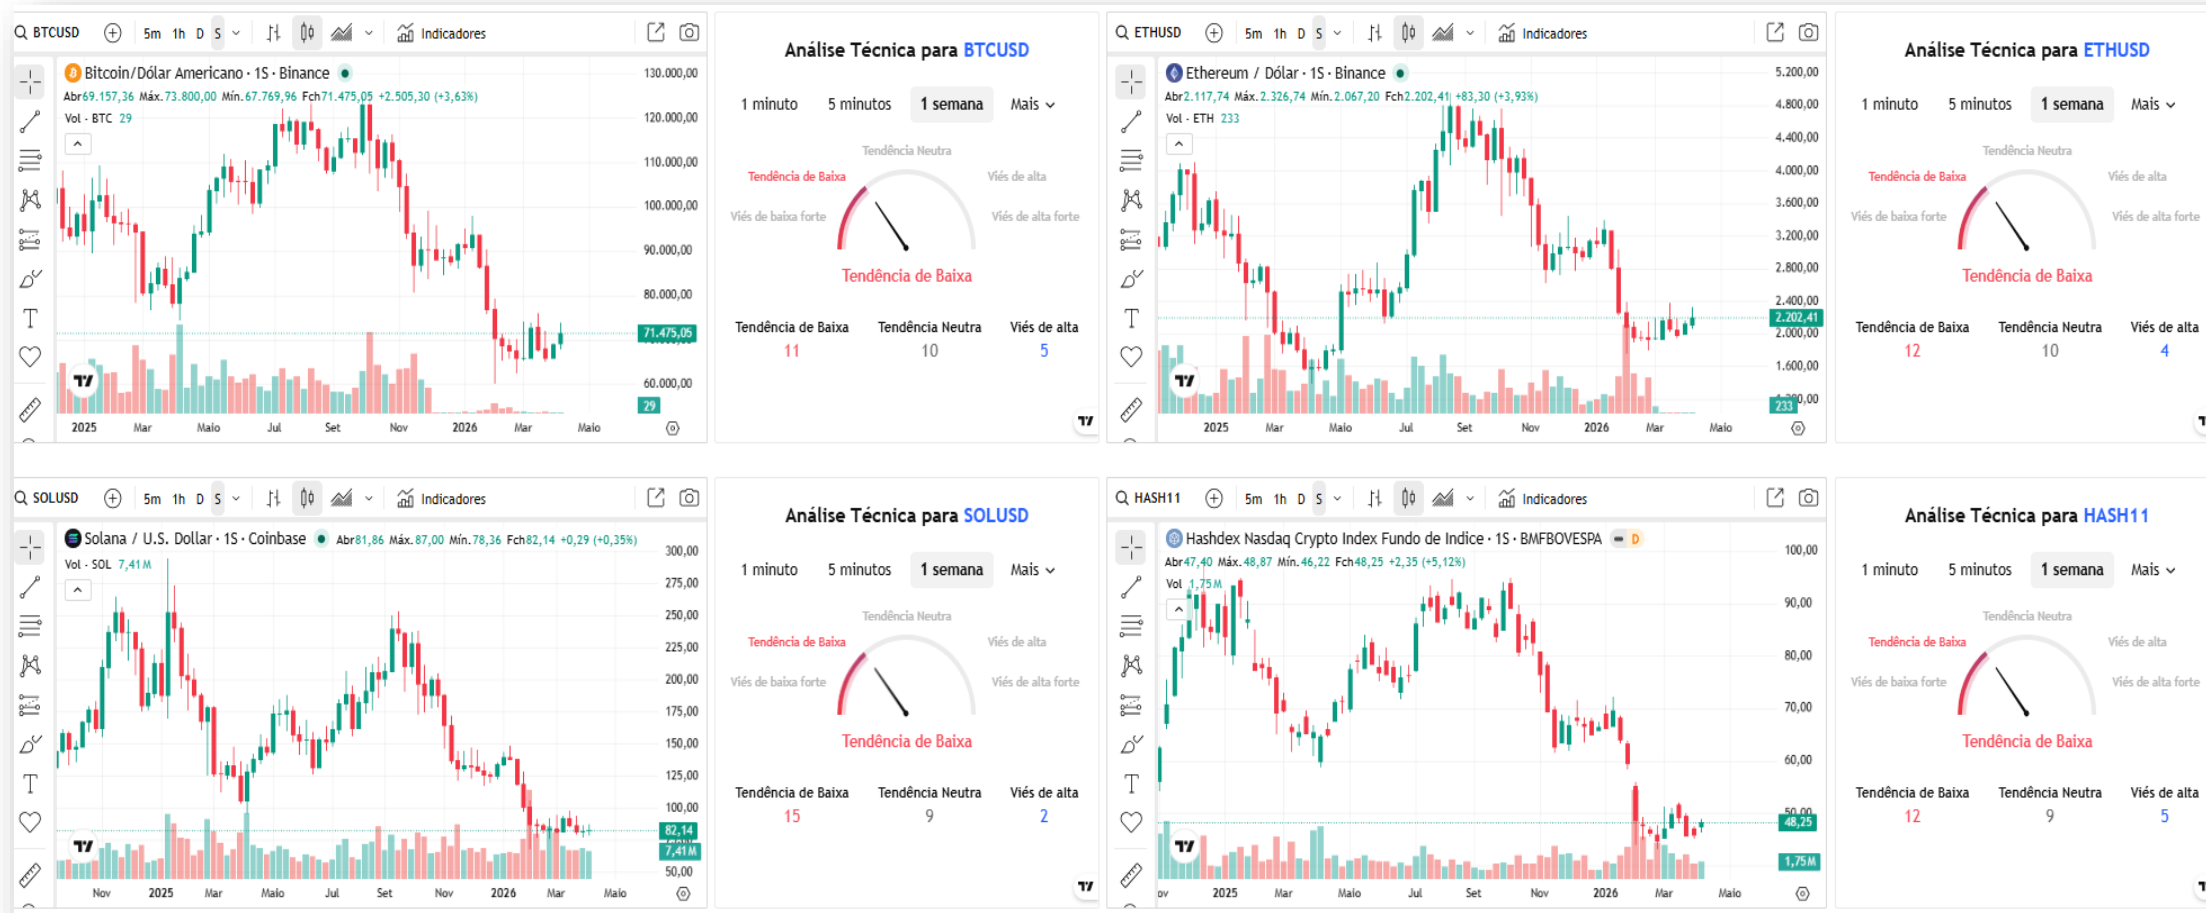 BTCUSD 5m 1h D S Indicadores
Bitcoin/Dólar Americano · 1S · Binance
Abr69.157,36 Máx.73.800,00 Mín.67.769,96 Fch71.475,05 +2.505,30 (+3,63%)
Vol · BTC 29
130.000,00
120.000,00
110.000,00
100.000,00
90.000,00
80.000,00
71.475,05
60.000,00
29
2025 Mar Maio Jul Set Nov 2026 Mar Maio
Análise Técnica para BTCUSD
1 minuto 5 minutos 1 semana Mais
Tendência Neutra
Tendência de Baixa Viés de alta
Viés de baixa forte Viés de alta forte
Tendência de Baixa
Tendência de Baixa Tendência Neutra Viés de alta
11 10 5
ETHUSD 5m 1h D S Indicadores
Ethereum / Dólar · 1S · Binance
Abr2.117,74 Máx.2.326,74 Mín.2.067,20 Fch2.202,41 +83,30 (+3,93%)
Vol · ETH 233
5.200,00
4.800,00
4.400,00
4.000,00
3.600,00
3.200,00
2.800,00
2.400,00
2.202,41
2.000,00
1.600,00
233
2025 Mar Maio Jul Set Nov 2026 Mar Maio
Análise Técnica para ETHUSD
1 minuto 5 minutos 1 semana Mais
Tendência Neutra
Tendência de Baixa Viés de alta
Viés de baixa forte Viés de alta forte
Tendência de Baixa
Tendência de Baixa Tendência Neutra Viés de alta
12 10 4
SOLUSD 5m 1h D S Indicadores
Solana / U.S. Dollar · 1S · Coinbase Abr81,86 Máx.87,00 Mín.78,36 Fch82,14 +0,29 (+0,35%)
Vol · SOL 7,41M
300,00
275,00
250,00
225,00
200,00
175,00
150,00
125,00
100,00
82,14
7,41M
50,00
Nov 2025 Mar Maio Jul Set Nov 2026 Mar Maio
Análise Técnica para SOLUSD
1 minuto 5 minutos 1 semana Mais
Tendência Neutra
Tendência de Baixa Viés de alta
Viés de baixa forte Viés de alta forte
Tendência de Baixa
Tendência de Baixa Tendência Neutra Viés de alta
15 9 2
HASH11 5m 1h D S Indicadores
Hashdex Nasdaq Crypto Index Fundo de Indice · 1S · BMFBOVESPA D
Abr47,40 Máx.48,87 Mín.46,22 Fch48,25 +2,35 (+5,12%)
Vol 1,75M
100,00
90,00
80,00
70,00
60,00
50,00
48,25
1,75M
ov 2025 Mar Maio Jul Set Nov 2026 Mar Maio
Análise Técnica para HASH11
1 minuto 5 minutos 1 semana Mais
Tendência Neutra
Tendência de Baixa Viés de alta
Viés de baixa forte Viés de alta forte
Tendência de Baixa
Tendência de Baixa Tendência Neutra Viés de alta
12 9 5